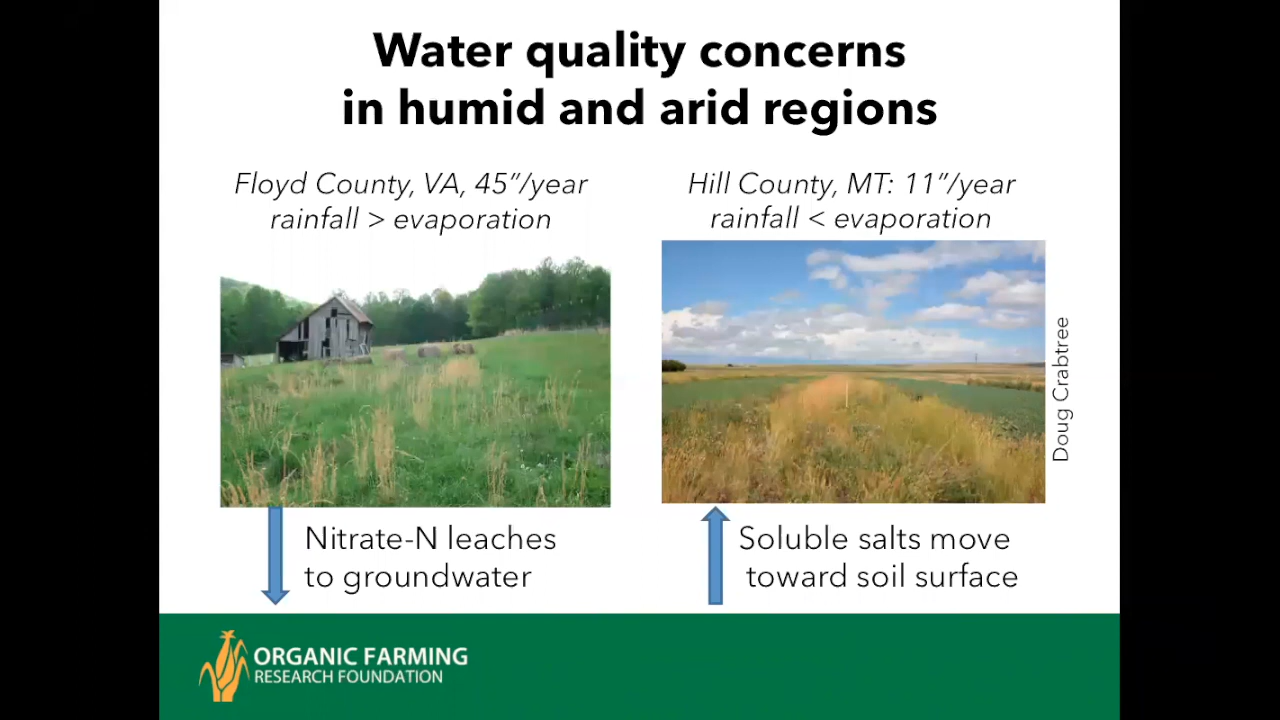 Water quality concerns
in humid and arid regions
Floyd County, VA, 45”/year
rainfall > evaporation
Hill County, MT: 11”/year
rainfall < evaporation
Doug Crabtree
Nitrate-N leaches
to groundwater
Soluble salts move
toward soil surface
ORGANIC FARMING
RESEARCH FOUNDATION